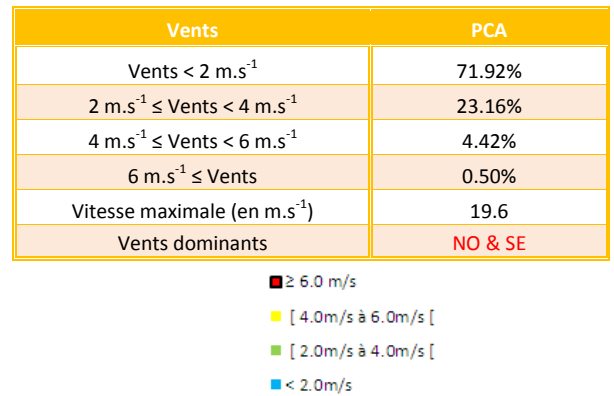 Vents PCA
Vents < 2 m.s⁻¹ 71.92%
2 m.s⁻¹ ≤ Vents < 4 m.s⁻¹ 23.16%
4 m.s⁻¹ ≤ Vents < 6 m.s⁻¹ 4.42%
6 m.s⁻¹ ≤ Vents 0.50%
Vitesse maximale (en m.s⁻¹) 19.6
Vents dominants NO & SE
≥ 6.0 m/s
[ 4.0m/s à 6.0m/s [
[ 2.0m/s à 4.0m/s [
< 2.0m/s